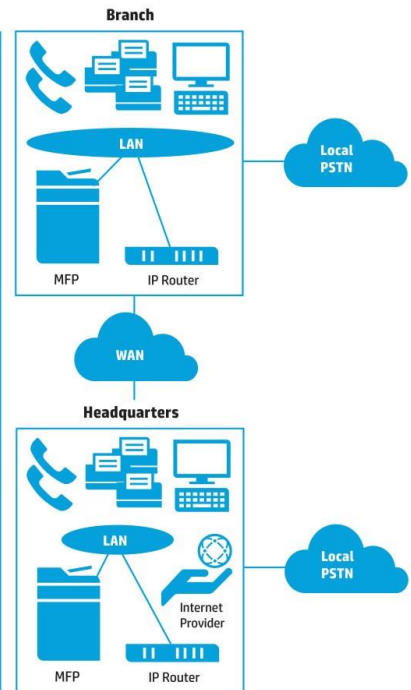 Branch
LAN
Local
PSTN
MFP
IP Router
WAN
Headquarters
LAN
Internet
Provider
Local
PSTN
MFP
IP Router